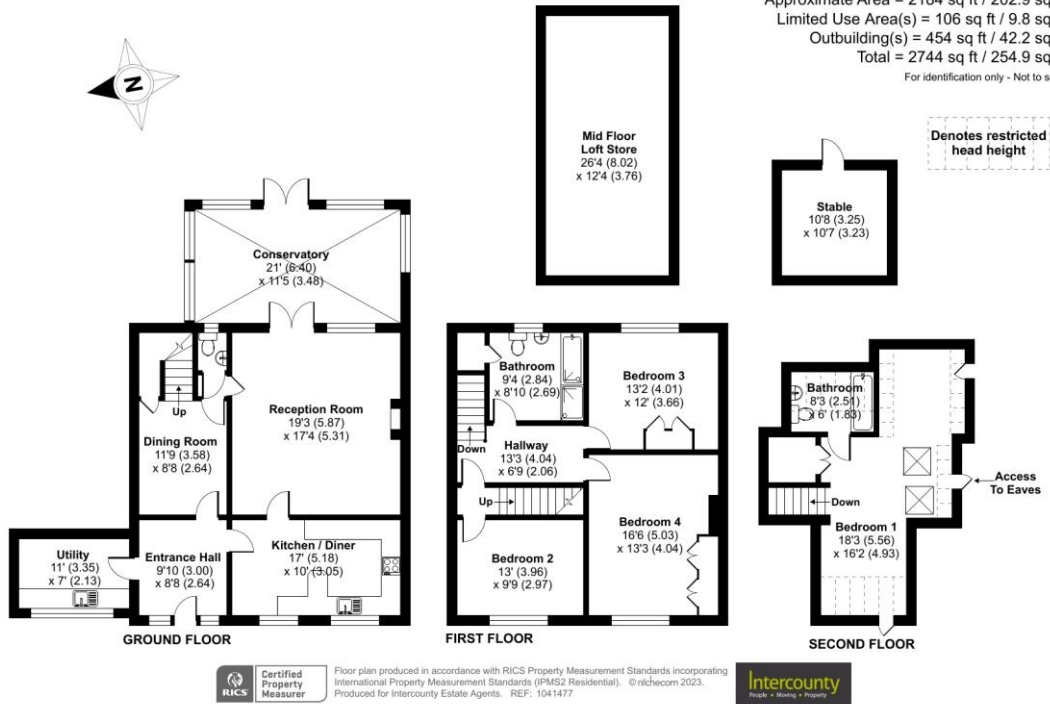 Approximate Area = 2184 sq ft / 202.9 sq
Limited Use Area(s) = 106 sq ft / 9.8 sq
Outbuilding(s) = 454 sq ft / 42.2 sq
Total = 2744 sq ft / 254.9 sq
For identification only - Not to s
N
Denotes restricted
head height
Mid Floor
Loft Store
26'4 (8.02)
x 12'4 (3.76)
Stable
10'8 (3.25)
x 10'7 (3.23)
Conservatory
21' (6.40)
x 11'5 (3.48)
Up
Reception Room
19'3 (5.87)
x 17'4 (5.31)
Dining Room
11'9 (3.58)
x 8'8 (2.64)
Utility
11' (3.35)
x 7' (2.13)
Entrance Hall
9'10 (3.00)
x 8'8 (2.64)
Kitchen / Diner
17' (5.18)
x 10' (3.05)
GROUND FLOOR
Bathroom
9'4 (2.84)
x 8'10 (2.69)
Bedroom 3
13'2 (4.01)
x 12' (3.66)
Down
Hallway
13'3 (4.04)
x 6'9 (2.06)
Up
Bedroom 4
16'6 (5.03)
x 13'3 (4.04)
Bedroom 2
13' (3.96)
x 9'9 (2.97)
FIRST FLOOR
Bathroom
8'3 (2.51)
x 6' (1.83)
Down
Access
To Eaves
Bedroom 1
18'3 (5.56)
x 16'2 (4.93)
SECOND FLOOR
RICS
Certified
Property
Measurer
Floor plan produced in accordance with RICS Property Measurement Standards incorporating
International Property Measurement Standards (IPMS2 Residential). © nichecom 2023.
Produced for Intercounty Estate Agents. REF: 1041477
Intercounty
People • Moving • Property